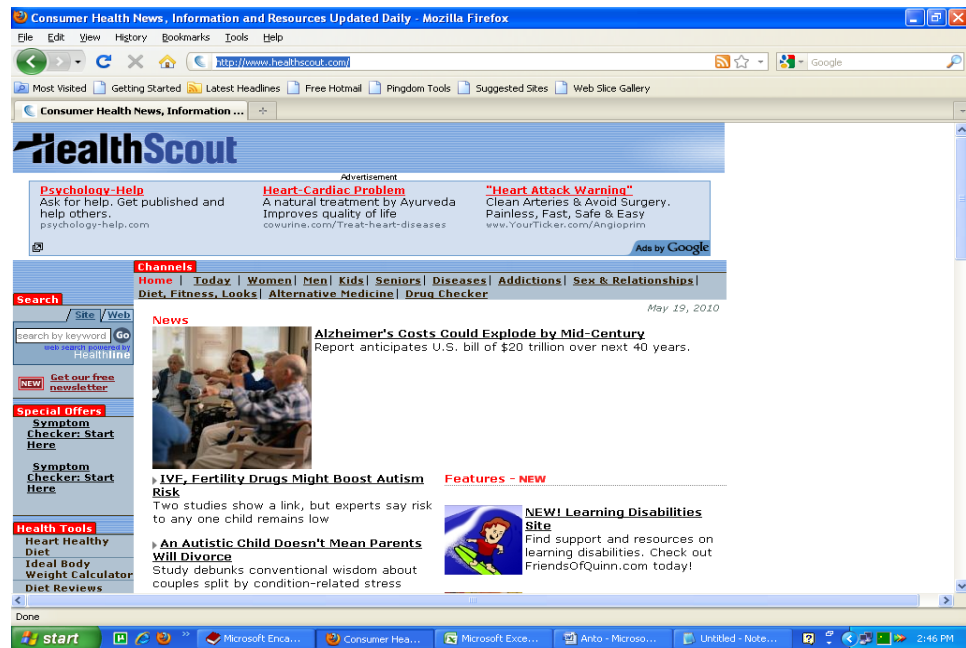 Consumer Health News, Information and Resources Updated Daily - Mozilla Firefox
File Edit View History Bookmarks Tools Help
http://www.healthscout.com/
Google
Most Visited Getting Started Latest Headlines Free Hotmail Pingdom Tools Suggested Sites Web Slice Gallery
Consumer Health News, Information ...
HealthScout
Advertisement
Psychology-Help
Ask for help. Get published and
help others.
psychology-help.com
Heart-Cardiac Problem
A natural treatment by Ayurveda
Improves quality of life
cowurine.com/Treat-heart-diseases
"Heart Attack Warning"
Clean Arteries & Avoid Surgery.
Painless, Fast, Safe & Easy
www.YourTicker.com/Angioprim
Ads by Google
Channels
Home | Today | Women| Men| Kids| Seniors| Diseases| Addictions| Sex & Relationships|
Diet, Fitness, Looks| Alternative Medicine| Drug Checker
Search
Site Web
search by keyword Go
web search powered by
Healthline
NEW Get our free
newsletter
Special Offers
Symptom
Checker: Start
Here
Symptom
Checker: Start
Here
Health Tools
Heart Healthy
Diet
Ideal Body
Weight Calculator
Diet Reviews
May 19, 2010
News
Alzheimer's Costs Could Explode by Mid-Century
Report anticipates U.S. bill of $20 trillion over next 40 years.
IVF, Fertility Drugs Might Boost Autism
Risk
Two studies show a link, but experts say risk
to any one child remains low
An Autistic Child Doesn't Mean Parents
Will Divorce
Study debunks conventional wisdom about
couples split by condition-related stress
Features - NEW
NEW! Learning Disabilities
Site
Find support and resources on
learning disabilities. Check out
FriendsOfQuinn.com today!
Done
start Microsoft Enca... Consumer Hea... Microsoft Exce... Anto - Microso... Untitled - Note... 2:46 PM